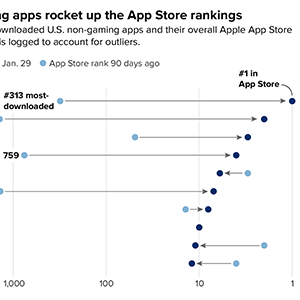 apps rocket up the App Store rankings
downloaded U.S. non-gaming apps and their overall Apple App Store
is logged to account for outliers.
Jan. 29 App Store rank 90 days ago
#1 in
App Store
#313 most-
downloaded
759
1,000 100 10 1